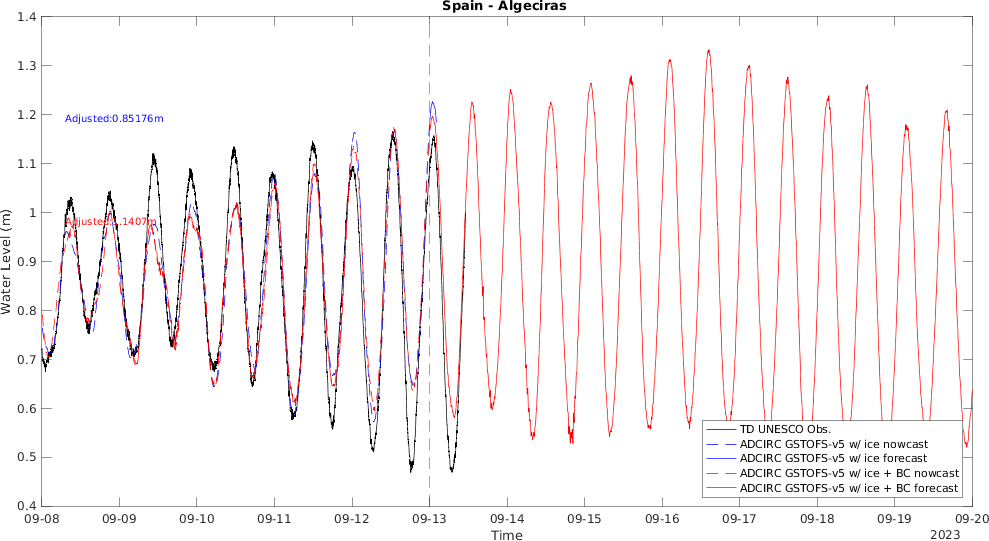 Spain - Algeciras
1.4
1.3
1.2
1.1
1
0.9
0.8
0.7
0.6
0.5
0.4
Water Level (m)
Adjusted:0.85176m
09-08
09-09
09-10
09-11
09-12
09-13
09-14
09-15
09-16
09-17
09-18
09-19
09-20
Time
2023
TD UNESCO Obs.
ADCIRC GSTOFS-v5 w/ ice nowcast
ADCIRC GSTOFS-v5 w/ ice forecast
ADCIRC GSTOFS-v5 w/ ice + BC nowcast
ADCIRC GSTOFS-v5 w/ ice + BC forecast